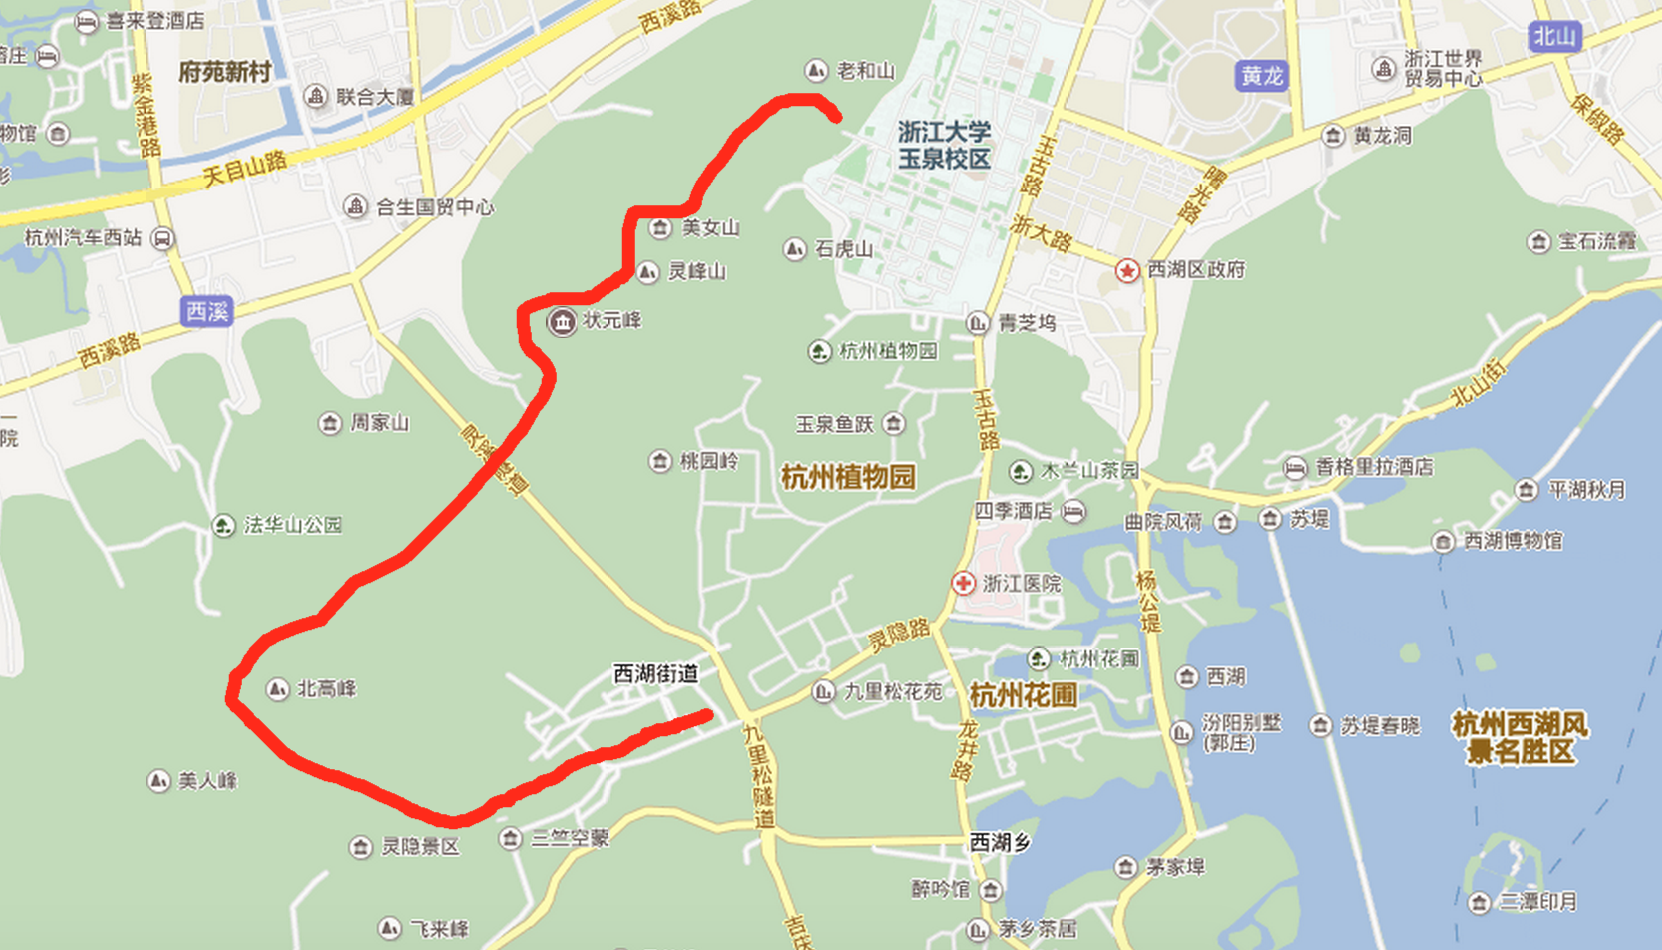 喜来登酒店
西溪路
北山
浙江世界
贸易中心
府苑新村
老和山
黄龙
联合大厦
紫金港路
保俶路
物馆
浙江大学
玉泉校区
黄龙洞
天目山路
玉古路
曙光路
合生国贸中心
杭州汽车西站
美女山
石虎山
浙大路
宝石流霞
灵峰山
西湖区政府
西溪
状元峰
青芝坞
西溪路
杭州植物园
北山街
周家山
玉泉鱼跃
玉古路
灵溪隧道
桃园岭
杭州植物园
木兰山茶园
香格里拉酒店
平湖秋月
院
四季酒店
曲院风荷
苏堤
法华山公园
西湖博物馆
浙江医院
杨公堤
灵隐路
杭州花圃
西湖街道
西湖
北高峰
九里松花苑
杭州花圃
汾阳别墅
(郭庄)
苏堤春晓
杭州西湖风
景名胜区
龙井路
九里松隧道
美人峰
灵隐景区
三竺空蒙
西湖乡
茅家埠
醉吟馆
三潭印月
飞来峰
茅乡茶居
吉庆